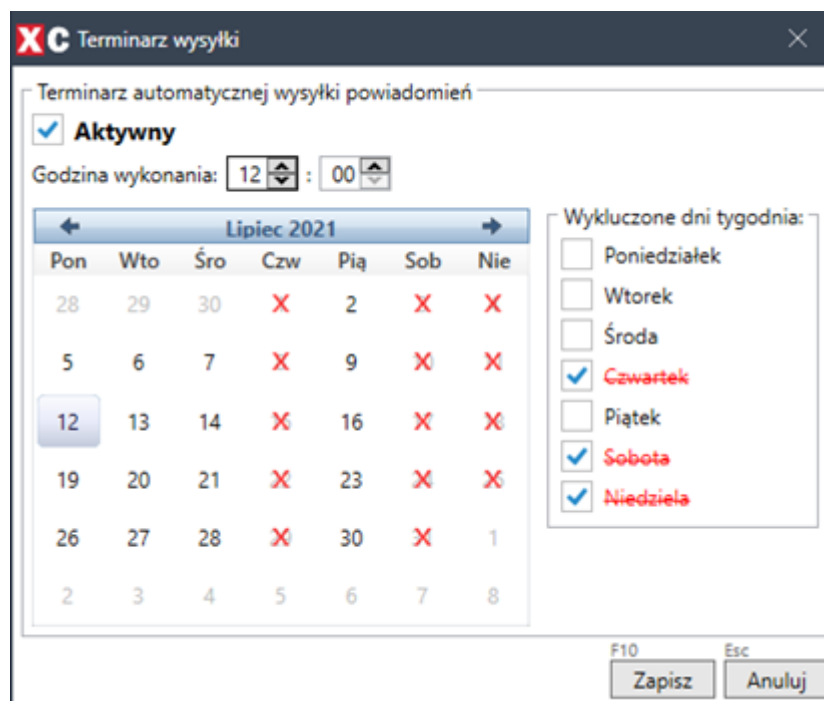 XC Terminarz wysyłki
Terminarz automatycznej wysyłki powiadomień
Aktywny
Godzina wykonania: 12 : 00
Lipiec 2021
Pon Wto Śro Czw Pią Sob Nie
28 29 30 2
5 6 7 9
12 13 14 16
19 20 21 23
26 27 28 30 1
2 3 4 5 6 7 8
Wykluczone dni tygodnia:
Poniedziałek
Wtorek
Środa
Czwartek
Piątek
Sobota
Niedziela
F10 Esc
Zapisz Anuluj